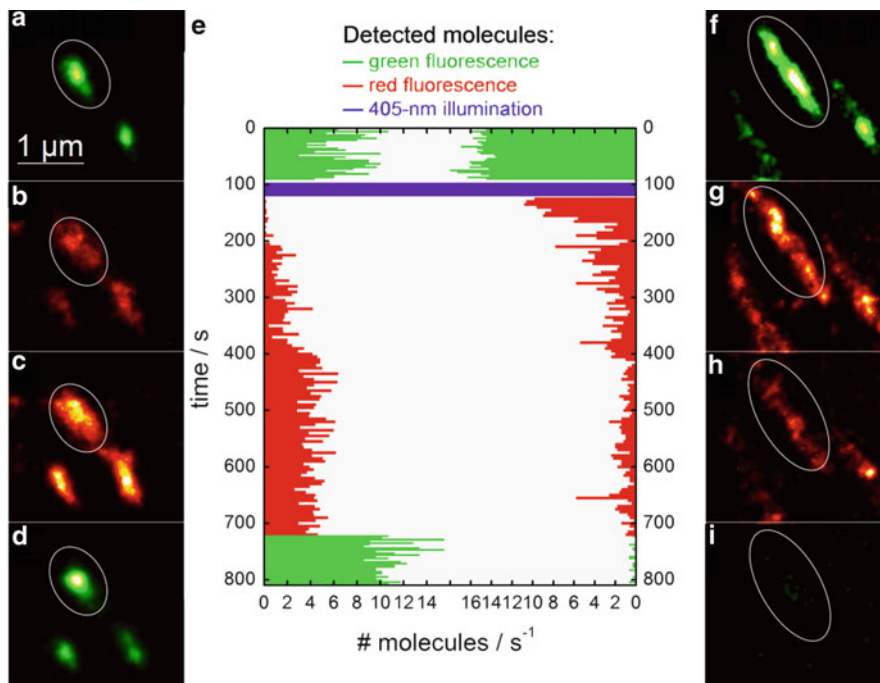 a
1 µm
b
c
d
e
Detected molecules:
green fluorescence
red fluorescence
405-nm illumination
0 0
100 100
200 200
300 300
400 400
500 500
600 600
700 700
800 800
time / s
0 2 4 6 8 10 12 14 16 14 12 10 8 6 4 2 0
# molecules / s⁻¹
f
g
h
i